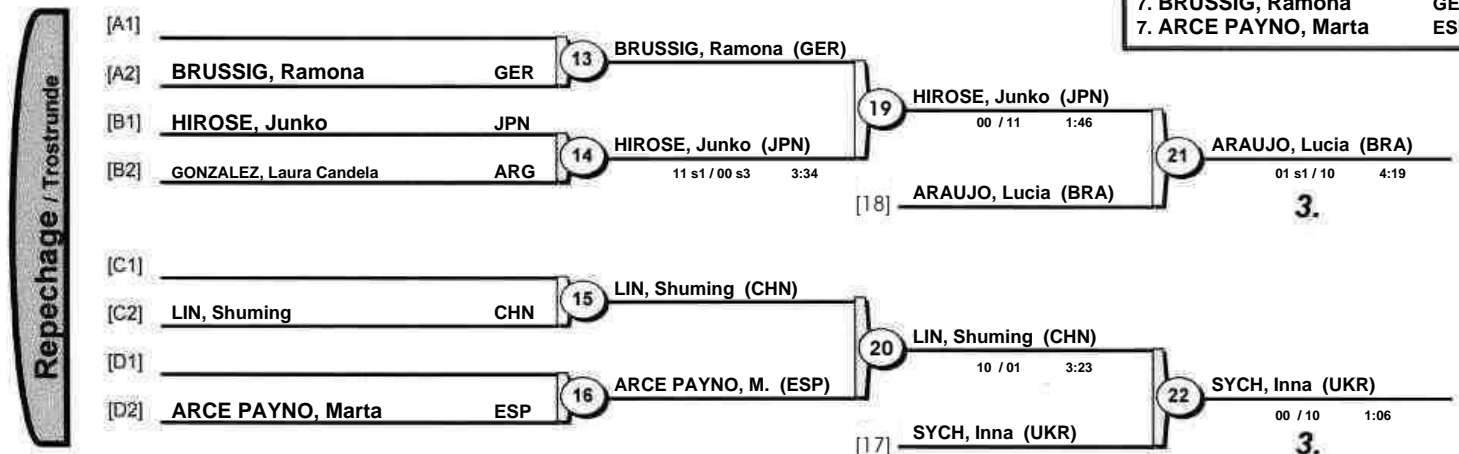 7. BRUSSIG, Ramona GE
7. ARCE PAYNO, Marta ES
Repechage / Trostrunde
[A1]
[A2] BRUSSIG, Ramona GER
13
BRUSSIG, Ramona (GER)
[B1] HIROSE, Junko JPN
[B2] GONZALEZ, Laura Candela ARG
14
HIROSE, Junko (JPN)
11 s1 / 00 s3 3:34
19
HIROSE, Junko (JPN)
00 / 11 1:46
[18] ARAUJO, Lucia (BRA)
21
ARAUJO, Lucia (BRA)
01 s1 / 10 4:19
3.
[C1]
[C2] LIN, Shuming CHN
15
LIN, Shuming (CHN)
[D1]
[D2] ARCE PAYNO, Marta ESP
16
ARCE PAYNO, M. (ESP)
20
LIN, Shuming (CHN)
10 / 01 3:23
[17] SYCH, Inna (UKR)
22
SYCH, Inna (UKR)
00 / 10 1:06
3.